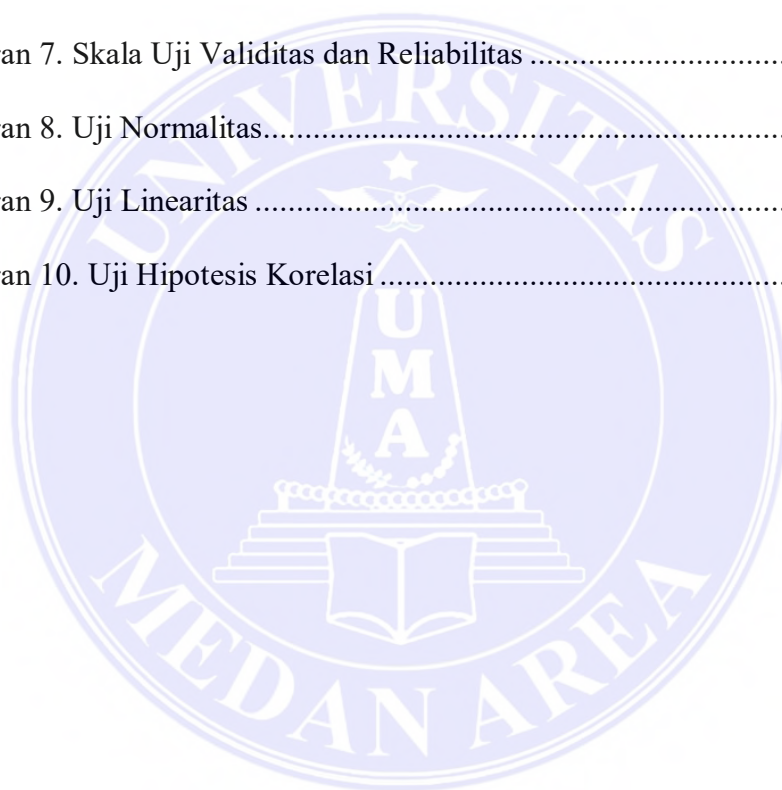 ran 7. Skala Uji Validitas dan Reliabilitas ............................
ran 8. Uji Normalitas.................................................................
ran 9. Uji Linearitas ..................................................................
ran 10. Uji Hipotesis Korelasi ..................................................
UNIVERSITAS
U
M
A
MEDAN AREA